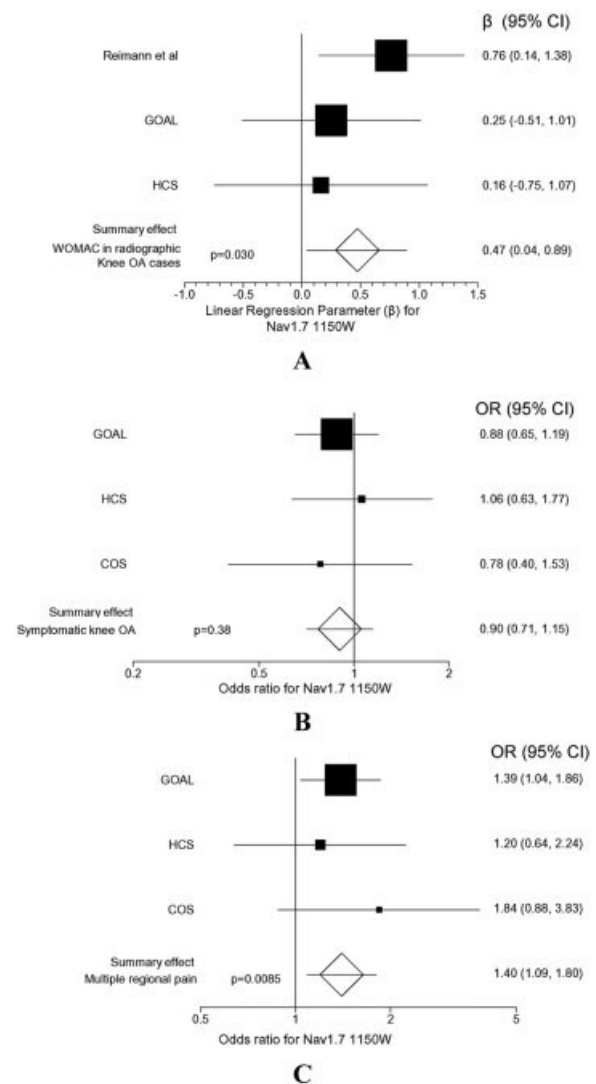 β (95% CI)
Reimann et al 0.76 (0.14, 1.38)
GOAL 0.25 (-0.51, 1.01)
HCS 0.16 (-0.75, 1.07)
Summary effect
WOMAC in radiographic p=0.030 0.47 (0.04, 0.89)
Knee OA cases
-1.0 -0.5 0.0 0.5 1.0 1.5
Linear Regression Parameter (β) for
Nav1.7 1150W
A
OR (95% CI)
GOAL 0.88 (0.65, 1.19)
HCS 1.06 (0.63, 1.77)
COS 0.78 (0.40, 1.53)
Summary effect
Symptomatic knee OA p=0.38 0.90 (0.71, 1.15)
0.2 0.5 1 2
Odds ratio for Nav1.7 1150W
B
OR (95% CI)
GOAL 1.39 (1.04, 1.86)
HCS 1.20 (0.64, 2.24)
COS 1.84 (0.88, 3.83)
Summary effect
Multiple regional pain p=0.0085 1.40 (1.09, 1.80)
0.5 1 2 5
Odds ratio for Nav1.7 1150W
C